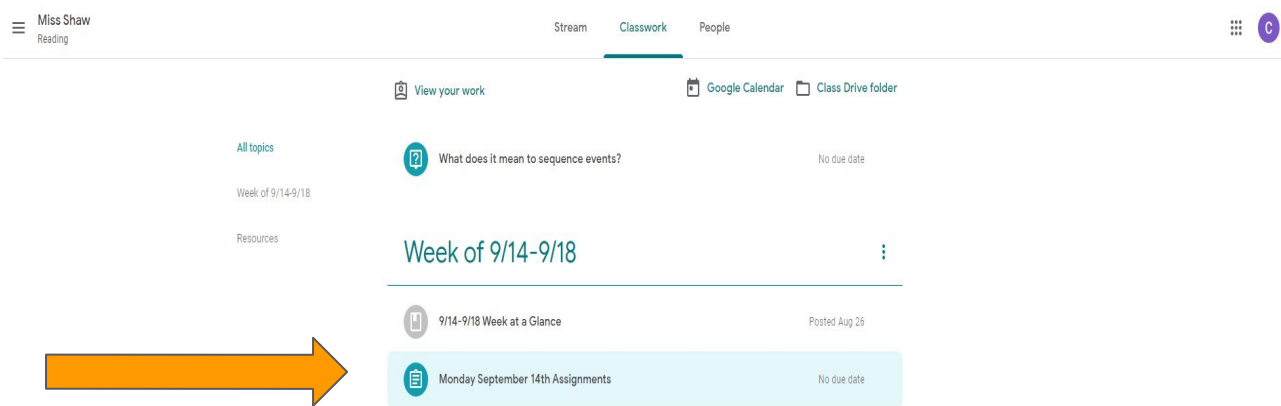 Miss Shaw
Reading
Stream Classwork People
C
View your work
Google Calendar Class Drive folder
All topics
What does it mean to sequence events? No due date
Week of 9/14-9/18
Resources
Week of 9/14-9/18
9/14-9/18 Week at a Glance Posted Aug 26
Monday September 14th Assignments No due date